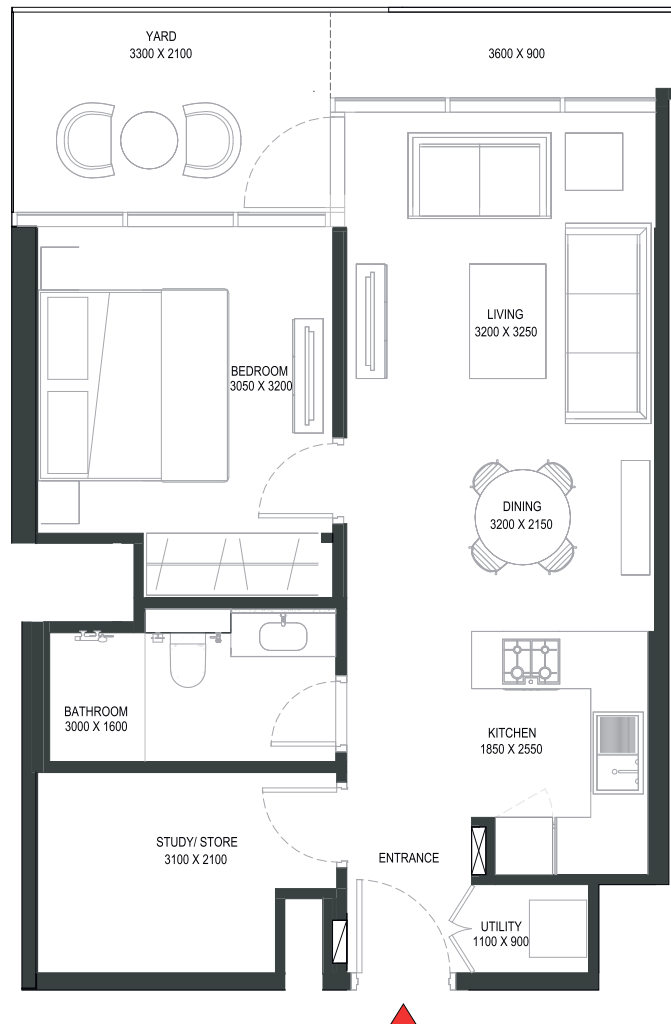 YARD
3300 X 2100
3600 X 900
LIVING
3200 X 3250
BEDROOM
3050 X 3200
DINING
3200 X 2150
BATHROOM
3000 X 1600
KITCHEN
1850 X 2550
STUDY/ STORE
3100 X 2100
ENTRANCE
UTILITY
1100 X 900